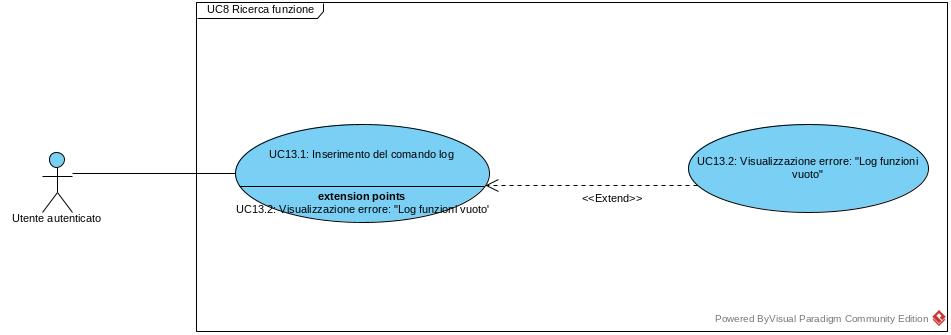 UC8 Ricerca funzione
UC13.1: Inserimento del comando log
extension points
UC13.2: Visualizzazione errore: "Log funzioni vuoto'
UC13.2: Visualizzazione errore: "Log funzioni
vuoto"
<<Extend>>
Utente autenticato
Powered ByVisual Paradigm Community Edition